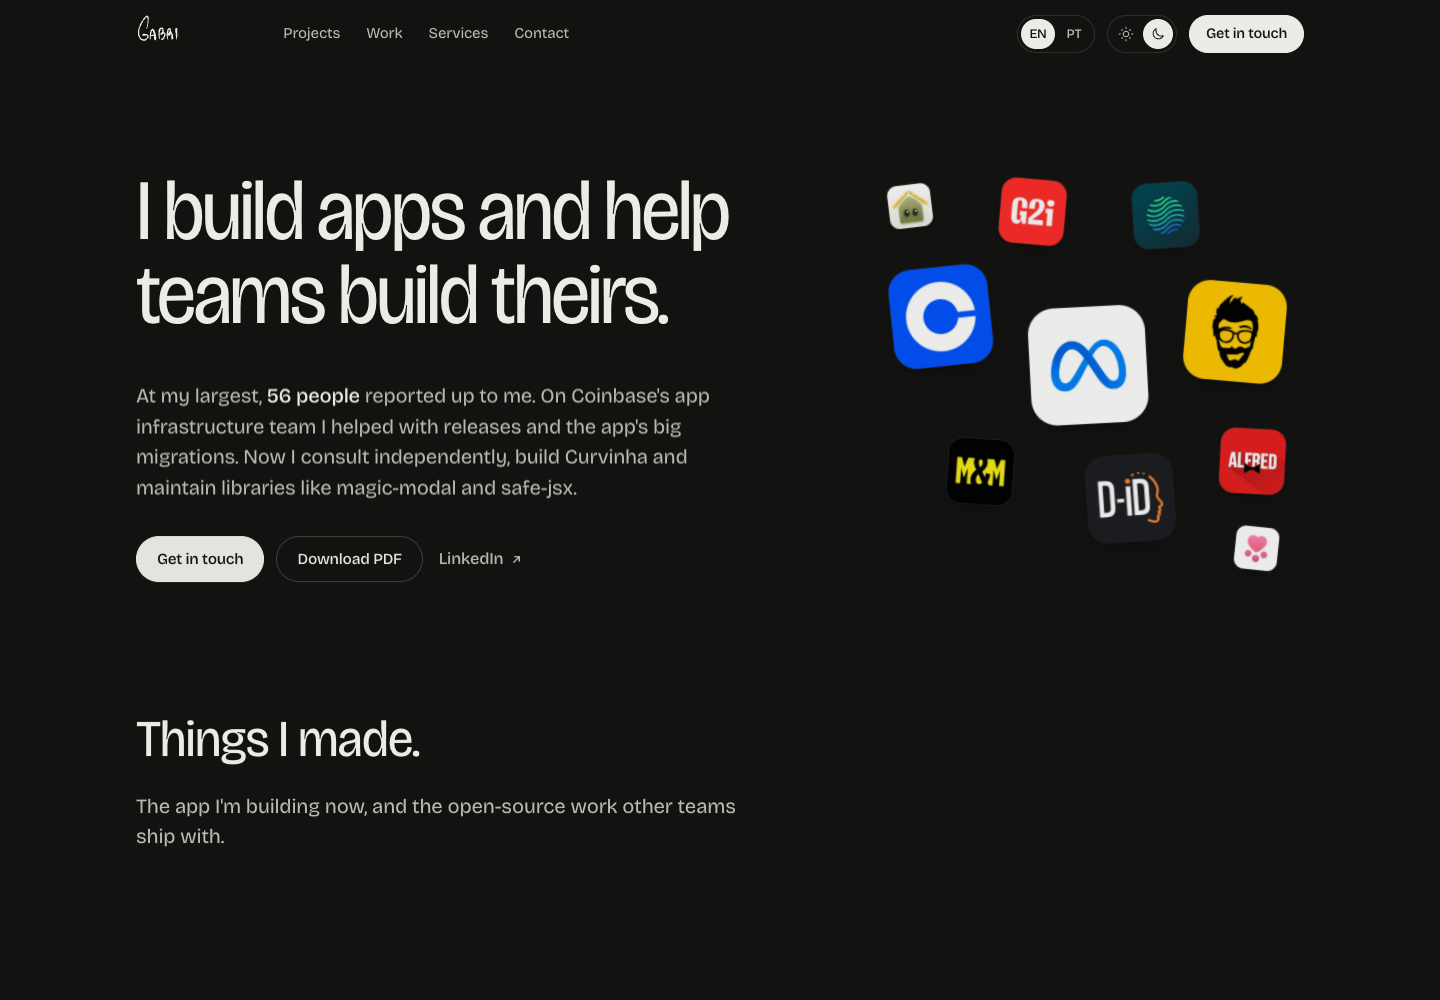 GABRI
Projects
Work
Services
Contact
EN
PT
Get in touch
I build apps and help
teams build theirs.
At my largest, 56 people reported up to me. On Coinbase's app
infrastructure team I helped with releases and the app's big
migrations. Now I consult independently, build Curvinha and
maintain libraries like magic-modal and safe-jsx.
Get in touch
Download PDF
LinkedIn ↗
G2i
M&M
D-iD
ALFRED
Things I made.
The app I'm building now, and the open-source work other teams
ship with.